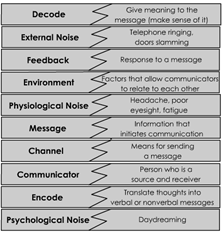 Decode
Give meaning to the
message (make sense of it)
External Noise
Telephone ringing,
doors slamming
Feedback
Response to a message
Environment
Factors that allow communicators
to relate to each other
Physiological Noise
Headache, poor
eyesight, fatigue
Message
Information that
initiates communication
Channel
Means for sending
a message
Communicator
Person who is a
source and receiver
Encode
Translate thoughts into
verbal or nonverbal messages
Psychological Noise
Daydreaming